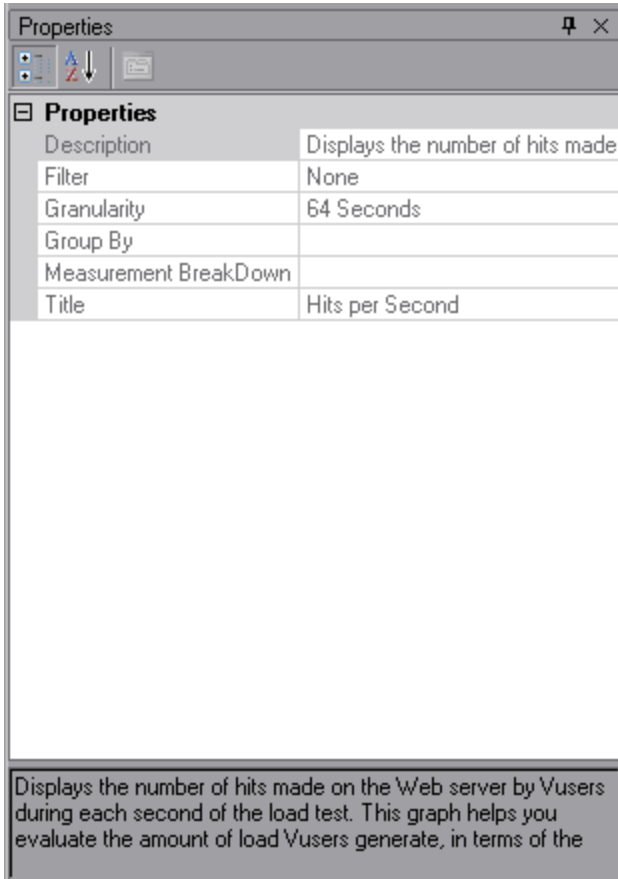 Properties
Properties
Description Displays the number of hits made
Filter None
Granularity 64 Seconds
Group By
Measurement BreakDown
Title Hits per Second
Displays the number of hits made on the Web server by Vusers
during each second of the load test. This graph helps you
evaluate the amount of load Vusers generate, in terms of the